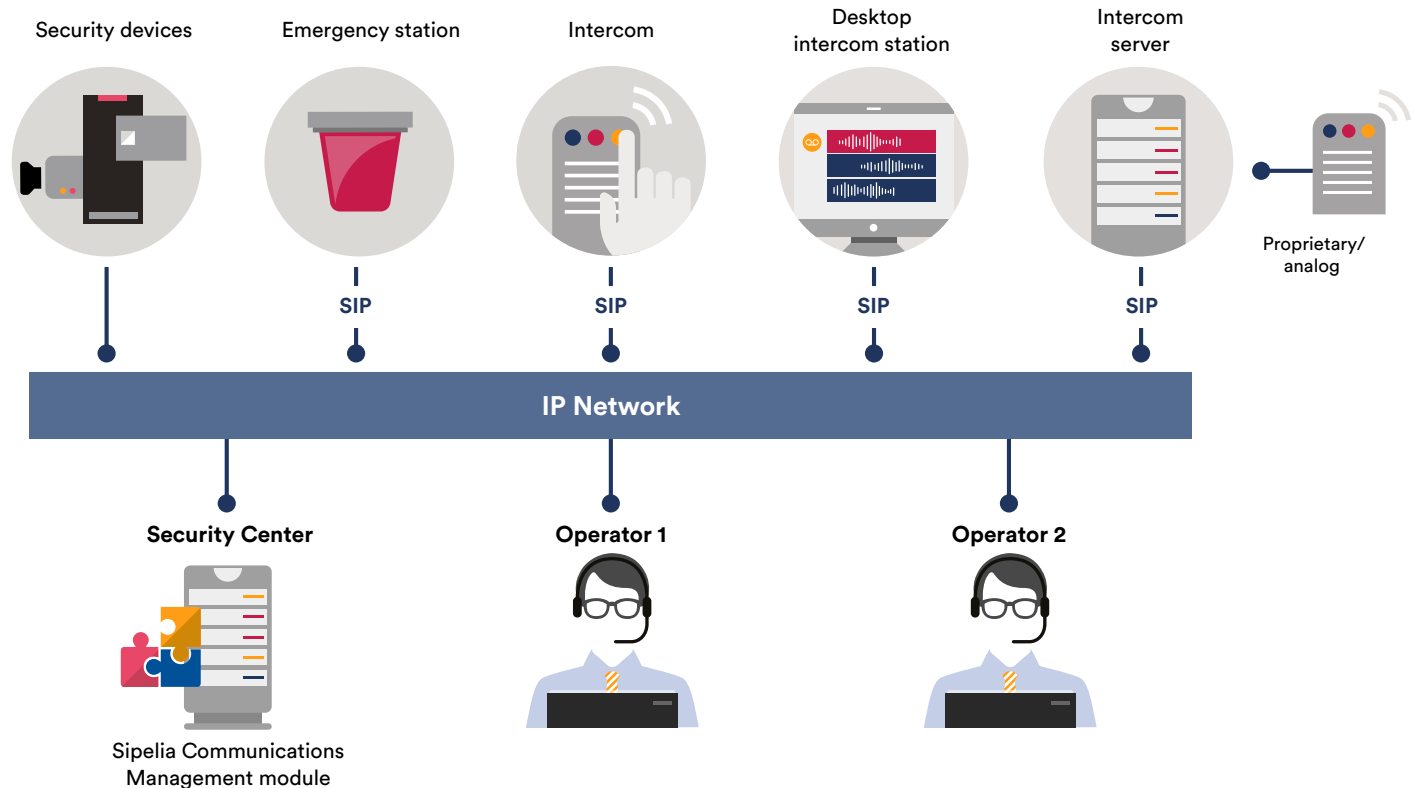 Security devices
Emergency station
Intercom
Desktop
intercom station
Intercom
server
Proprietary/
analog
SIP
SIP
SIP
SIP
IP Network
Security Center
Operator 1
Operator 2
Sipelia Communications
Management module